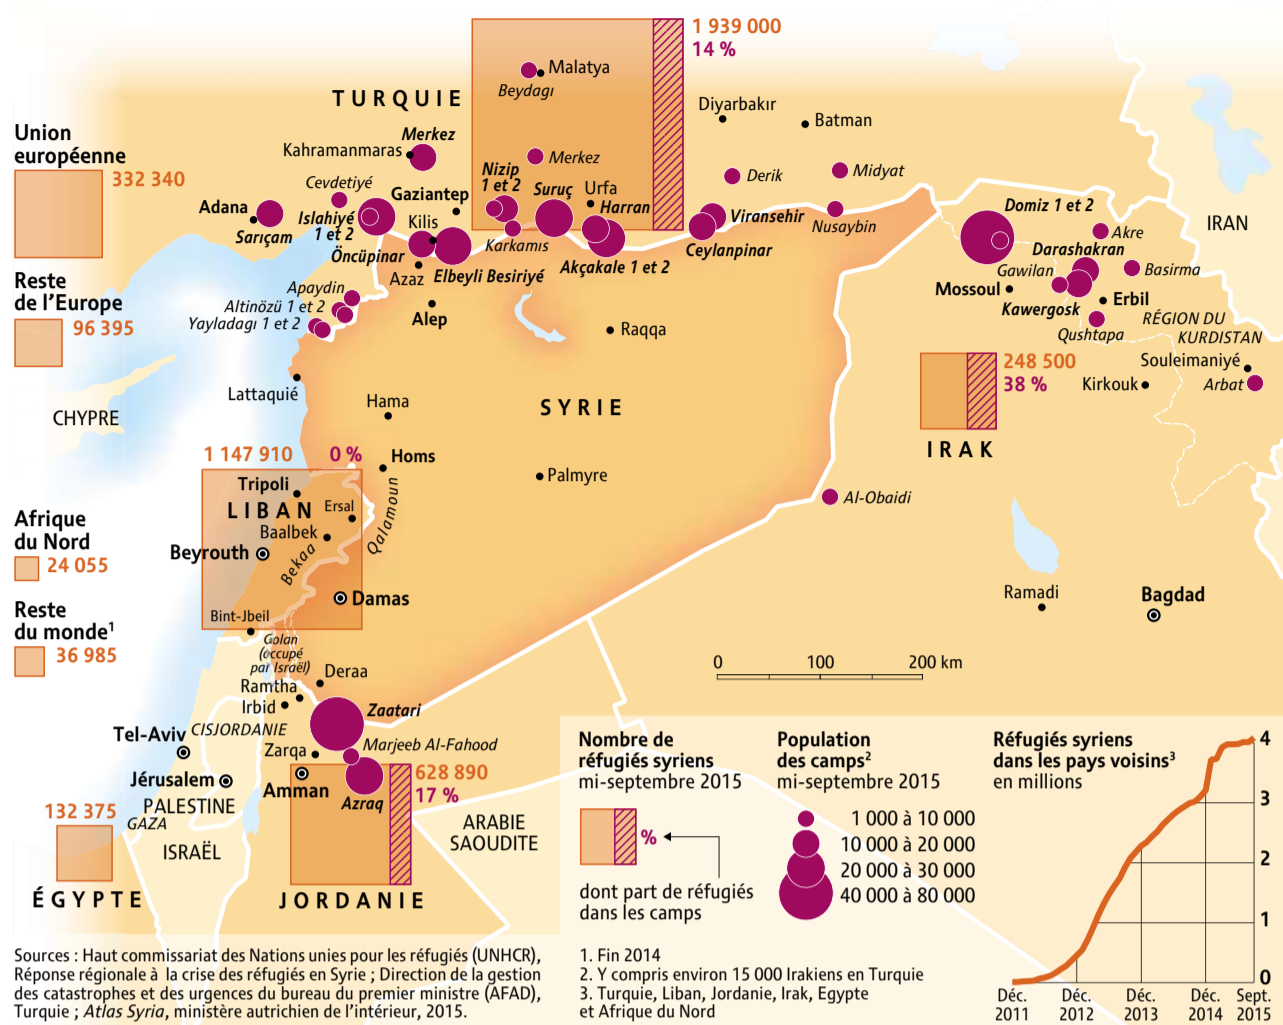 1 939 000
14 %
Malatya
Beydagı
TURQUIE
Diyarbakır
Batman
Union
européenne
332 340
Merkez
Kahramanmaras
Merkez
Cevdetiyé
Nizip
1 et 2
Derik
Midyat
Gaziantep
Suruç
Urfa
Adana
Islahiyé
1 et 2
Kilis
Harran
Viransehir
Nusaybin
Domiz 1 et 2
IRAN
Sarıçam
Karkamıs
Öncüpinar
Ceylanpinar
Akre
Darashakran
Azaz
Elbeyli Besiriyé
Akçakale 1 et 2
Gawilan
Basirma
Reste
de l'Europe
96 395
Apaydin
Altinözü 1 et 2
Yayladagı 1 et 2
Alep
Raqqa
Mossoul
Erbil
Kawergosk
Qushtapa
RÉGION DU
KURDISTAN
Lattaquié
248 500
38 %
Souleimaniyé
Kirkouk
Arbat
CHYPRE
Hama
SYRIE
IRAK
1 147 910
0 %
Homs
Palmyre
Tripoli
LIBAN
Ersal
Qalamoun
Al-Obaidi
Afrique
du Nord
24 055
Baalbek
Beyrouth
Bekaa
Damas
Ramadi
Bagdad
Reste
du monde1
36 985
Bint-Jbeil
Golan
(occupé
par Israël)
Deraa
Ramtha
Irbid
0 100 200 km
Zaatari
Tel-Aviv
CISJORDANIE
Zarqa
Marjeeb Al-Fahood
Jérusalem
Amman
628 890
17 %
Azraq
132 375
PALESTINE
GAZA
ISRAËL
ARABIE
SAOUDITE
ÉGYPTE
JORDANIE
Nombre de
réfugiés syriens
mi-septembre 2015
%
dont part de réfugiés
dans les camps
Population
des camps2
mi-septembre 2015
1 000 à 10 000
10 000 à 20 000
20 000 à 30 000
40 000 à 80 000
Réfugiés syriens
dans les pays voisins3
en millions
4
3
2
1
0
Déc.
2011
Déc.
2012
Déc.
2013
Déc.
2014
Sept.
2015
1. Fin 2014
2. Y compris environ 15 000 Irakiens en Turquie
3. Turquie, Liban, Jordanie, Irak, Egypte
et Afrique du Nord
Sources : Haut commissariat des Nations unies pour les réfugiés (UNHCR),
Réponse régionale à la crise des réfugiés en Syrie ; Direction de la gestion
des catastrophes et des urgences du bureau du premier ministre (AFAD),
Turquie ; Atlas Syria, ministère autrichien de l'intérieur, 2015.